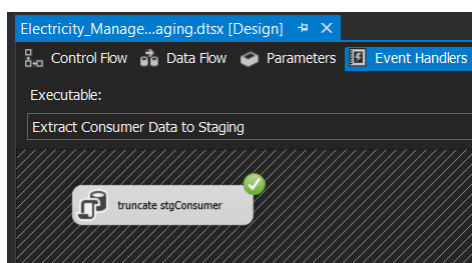 Electricity_Manage...aging.dtsx [Design]
Control Flow Data Flow Parameters Event Handlers
Executable:
Extract Consumer Data to Staging
truncate stgConsumer